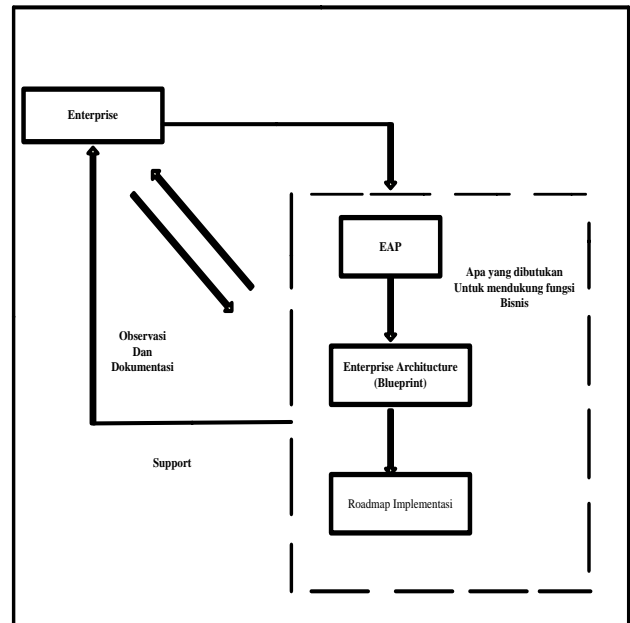 Enterprise
EAP
Apa yang dibutukan
Untuk mendukung fungsi
Bisnis
Observasi
Dan
Dokumentasi
Enterprise Architucture
(Blueprint)
Support
Roadmap Implementasi